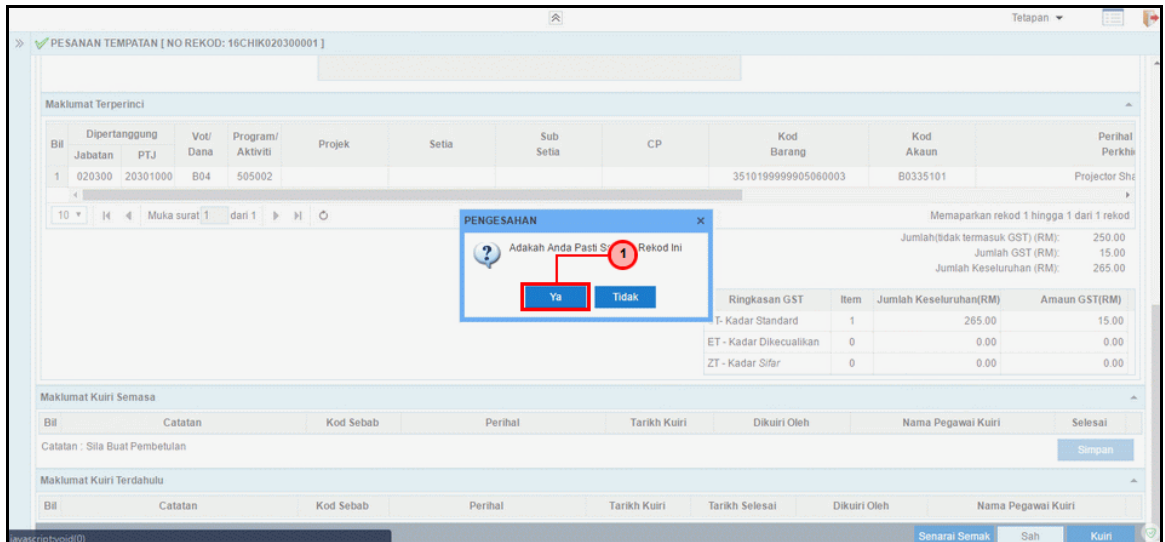 Tetapan
PESANAN TEMPATAN [ NO REKOD: 16CHIK020300001 ]
Maklumat Terperinci
Bil Dipertanggung Jabatan PTJ Vot/ Dana Program/ Aktiviti Projek Setia Sub Setia CP Kod Barang Kod Akaun Perihal
1 020300 20301000 B04 505002 3510199999905060003 B0335101 Projector
10 Muka surat 1 dari 1 Memaparkan rekod 1 hingga 1 dari 1 rekod
PENGESAHAN x
Adakah Anda Pasti Rekod Ini
1
Ya Tidak
Jumlah(tidak termasuk GST) (RM): 250.00
Jumlah GST (RM): 15.00
Jumlah Keseluruhan (RM): 265.00
Ringkasan GST Item Jumlah Keseluruhan(RM) Amaun GST(RM)
T- Kadar Standard 1 265.00 15.00
ET - Kadar Dikecualikan 0 0.00 0.00
ZT - Kadar Sifar 0 0.00 0.00
Maklumat Kuiri Semasa
Bil Catatan Kod Sebab Perihal Tarikh Kuiri Dikuiri Oleh Nama Pegawai Kuiri Selesai
Catatan : Sila Buat Pembetulan Simpan
Maklumat Kuiri Terdahulu
Bil Catatan Kod Sebab Perihal Tarikh Kuiri Tarikh Selesai Dikuiri Oleh Nama Pegawai Kuiri
javascript:void(0) Senarai Semak Sah Kuiri